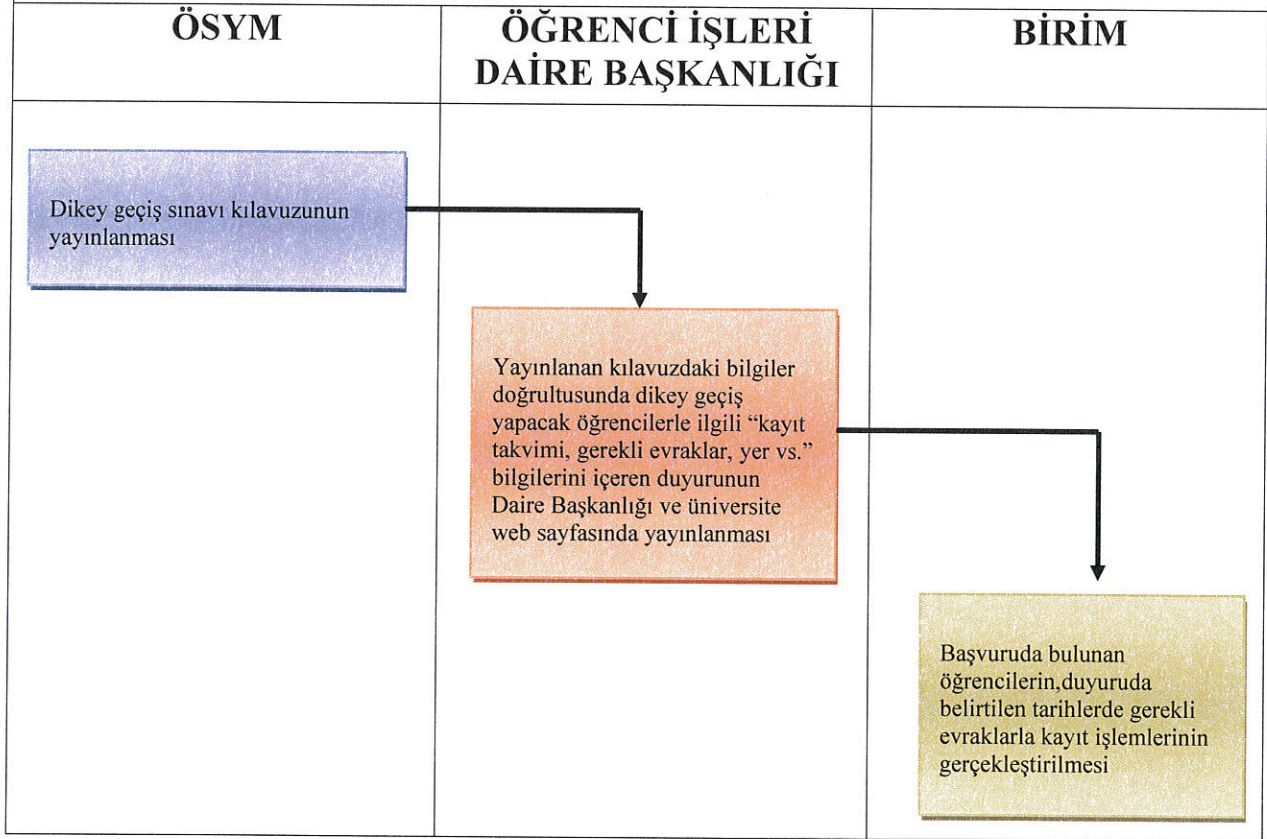 ÖSYM
ÖĞRENCİ İŞLERİ
DAİRE BAŞKANLIĞI
BİRİM
Dikey geçiş sınavı kılavuzunun
yayınlanması
Yayınlanan kılavuzdaki bilgiler
doğrultusunda dikey geçiş
yapacak öğrencilerle ilgili “kayıt
takvimi, gerekli evraklar, yer vs.”
bilgilerini içeren duyurunun
Daire Başkanlığı ve üniversite
web sayfasında yayınlanması
Başvuruda bulunan
öğrencilerin,duyuruda
belirtilen tarihlerde gerekli
evraklarla kayıt işlemlerinin
gerçekleştirilmesi